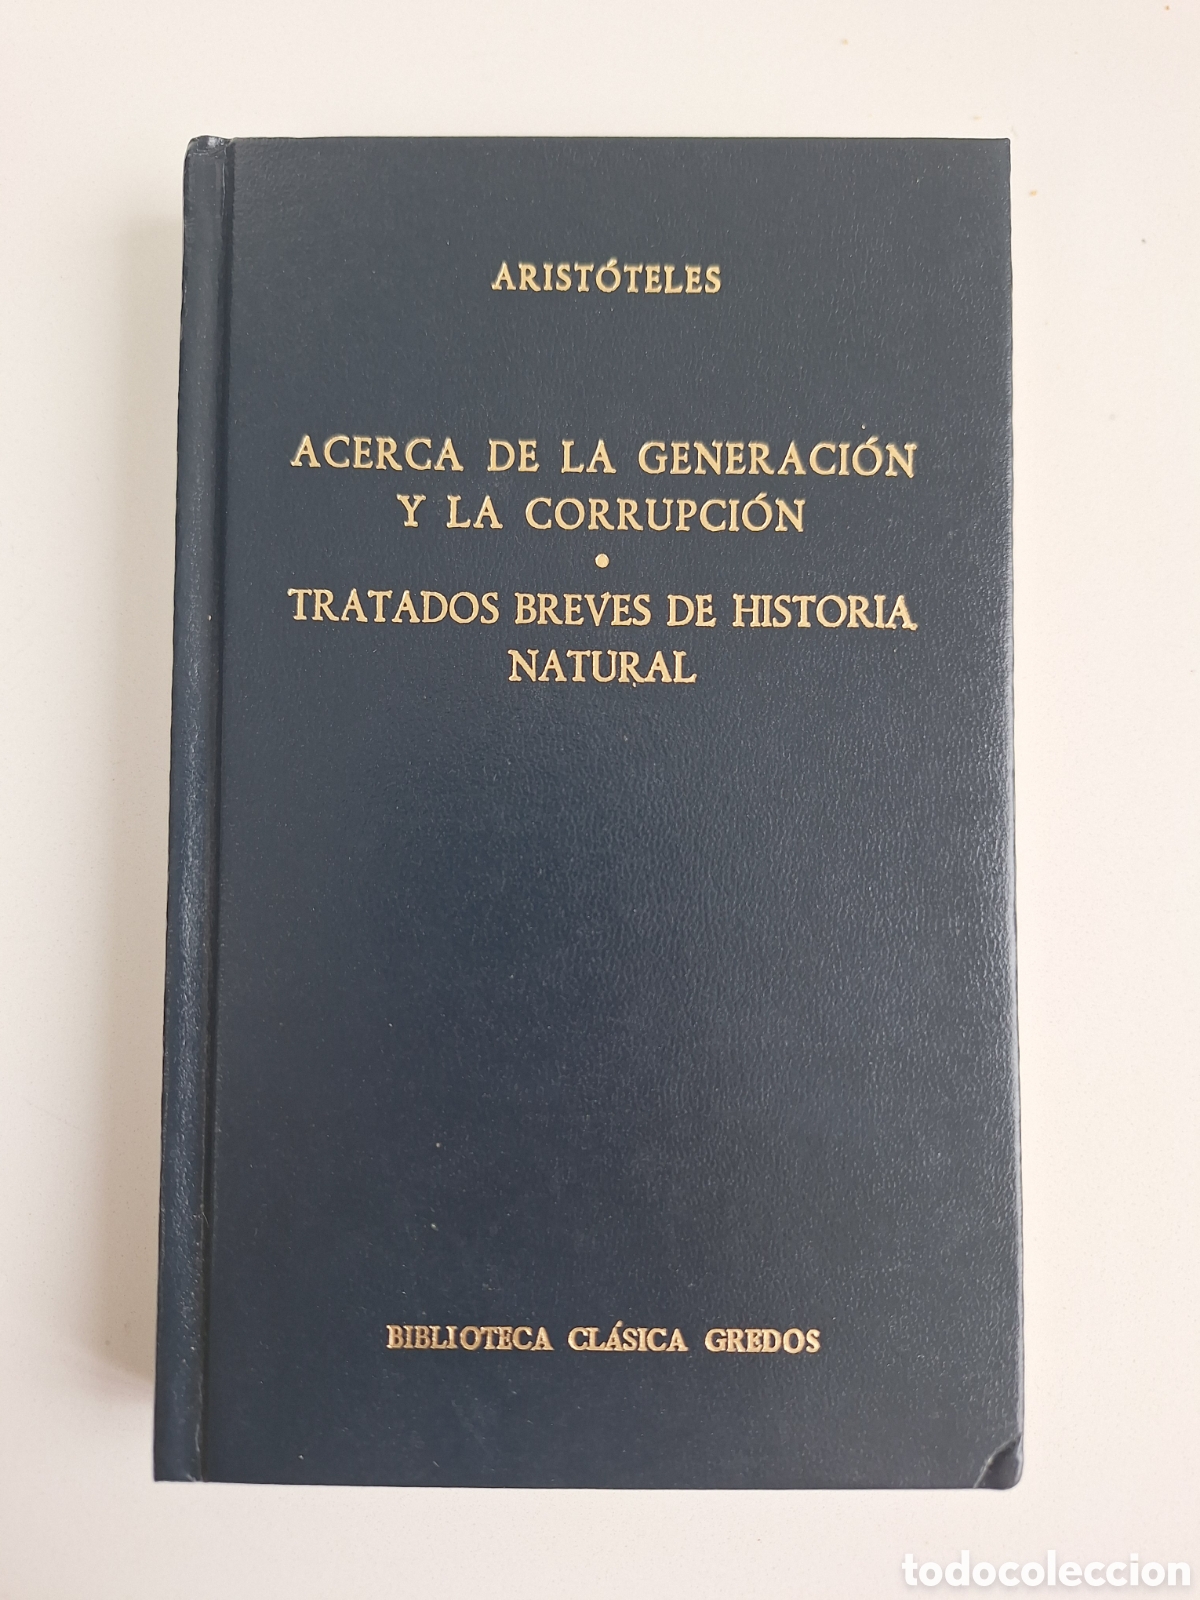 ARISTÓTELES
ACERCA DE LA GENERACIÓN
Y LA CORRUPCIÓN
•
TRATADOS BREVES DE HISTORIA
NATURAL
BIBLIOTECA CLÁSICA GREDOS
todocoleccion